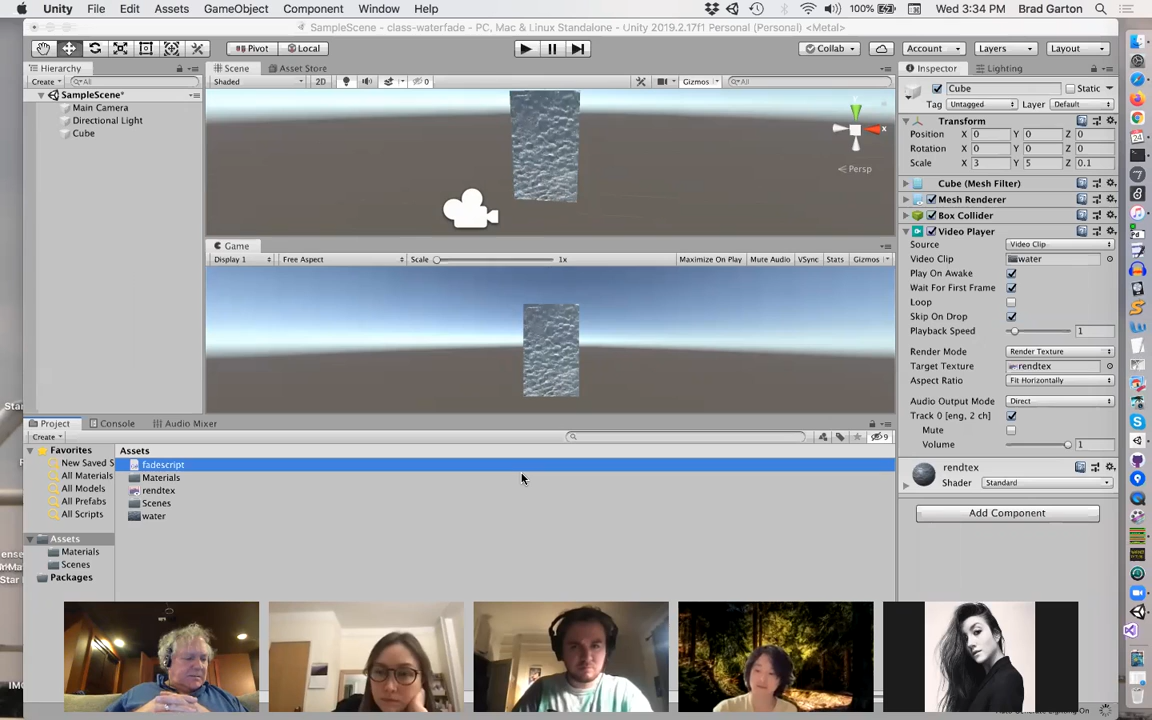 Unity File Edit Assets GameObject Component Window Help 100% Wed 3:34 PM Brad Garton
SampleScene - class-waterfade - PC, Mac & Linux Standalone - Unity 2019.2.17f1 Personal (Personal) <Metal>
Pivot Local Collab Account Layers Layout
Hierarchy Scene Asset Store Inspector Lighting
Create All Shaded 2D 0 Gizmos All Cube Static
SampleScene*
Main Camera
Directional Light
Cube
x
Persp
Game
Display 1 Free Aspect Scale 1x Maximize On Play Mute Audio VSync Stats Gizmos
Tag Untagged Layer Default
Transform
Position X 0 Y 0 Z 0
Rotation X 0 Y 0 Z 0
Scale X 3 Y 5 Z 0.1
Cube (Mesh Filter)
Mesh Renderer
Box Collider
Video Player
Source Video Clip
Video Clip water
Play On Awake
Wait For First Frame
Loop
Skip On Drop
Playback Speed 1
Render Mode Render Texture
Target Texture rendtex
Aspect Ratio Fit Horizontally
Audio Output Mode Direct
Track 0 [eng, 2 ch]
Mute
Volume 1
rendtex
Shader Standard
Add Component
Project Console Audio Mixer
Create 9
Favorites
New Saved S
All Materials
All Models
All Prefabs
All Scripts
Assets
Materials
Scenes
Packages
Assets
fadescript
Materials
rendtex
Scenes
water